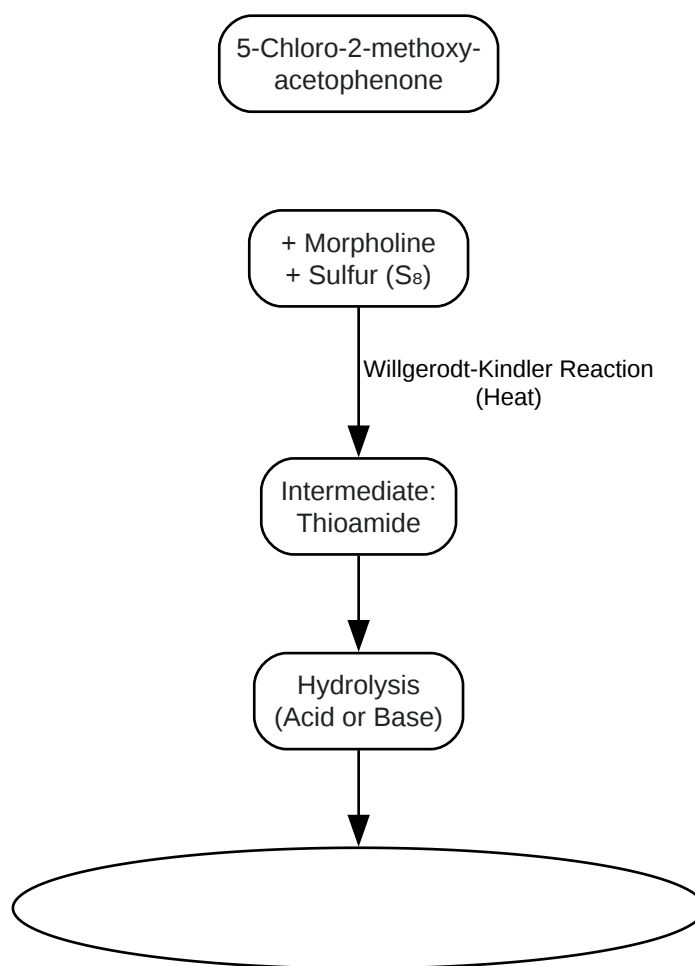 5-Chloro-2-methoxy-
acetophenone
+ Morpholine
+ Sulfur (S₈)
Willgerodt-Kindler Reaction
(Heat)
Intermediate:
Thioamide
Hydrolysis
(Acid or Base)